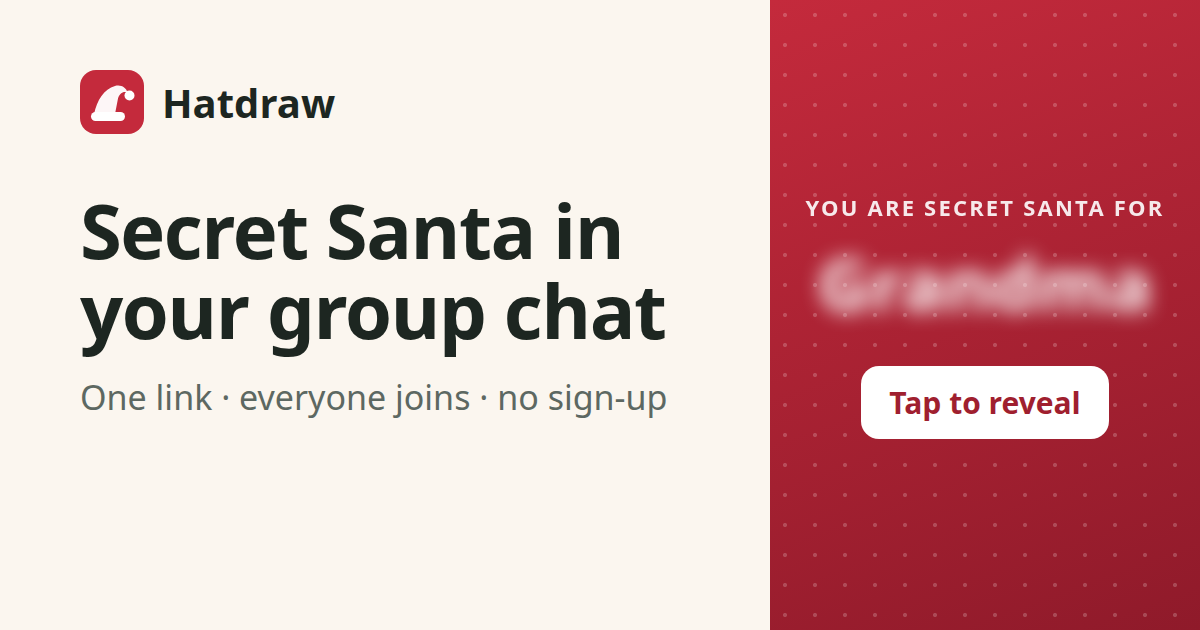 Hatdraw
Secret Santa in
your group chat
One link · everyone joins · no sign-up
YOU ARE SECRET SANTA FOR
Grandma
Tap to reveal